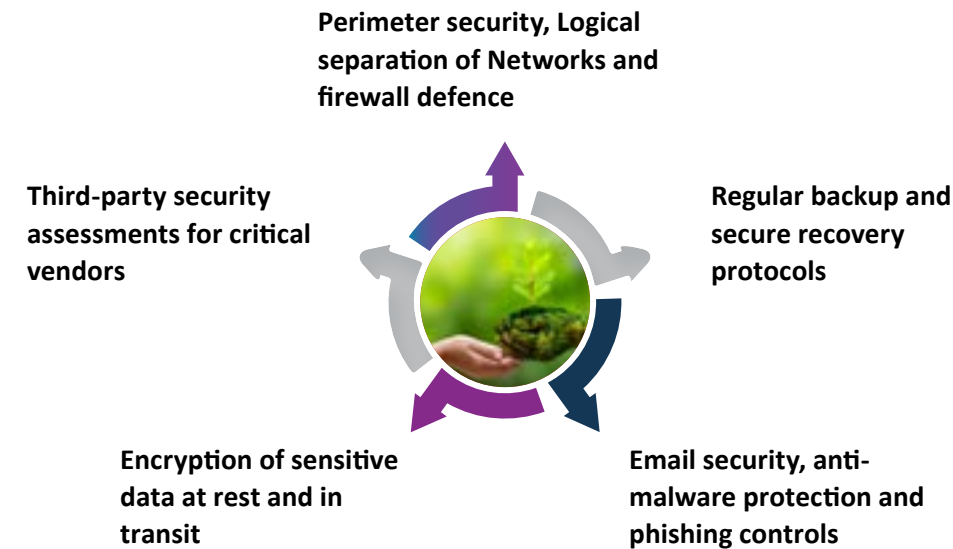 Perimeter security, Logical
separation of Networks and
firewall defence
Third-party security
assessments for critical
vendors
Regular backup and
secure recovery
protocols
Encryption of sensitive
data at rest and in
transit
Email security, anti-
malware protection and
phishing controls